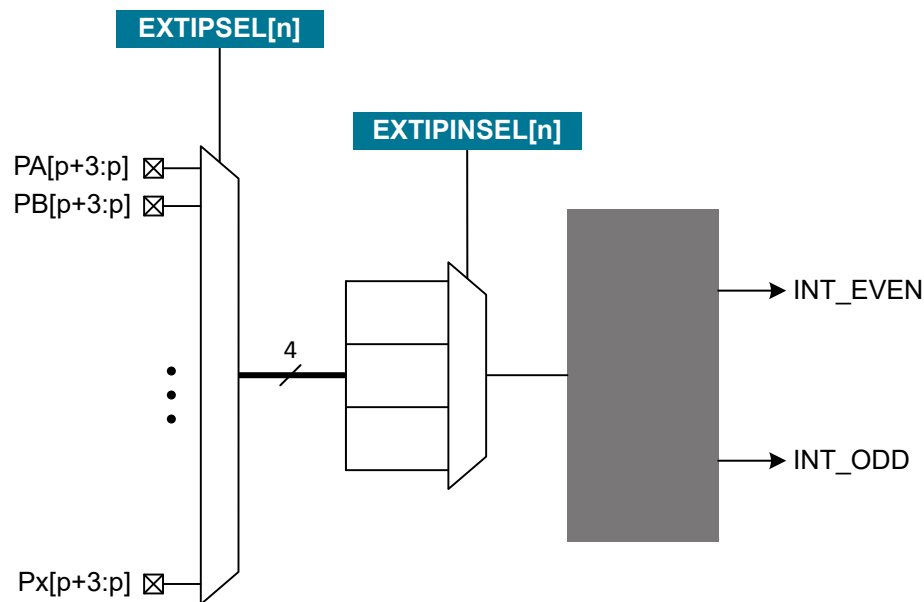 EXTIPSEL[n]
EXTIPINSEL[n]
PA[p+3:p]
PB[p+3:p]
4
INT_EVEN
INT_ODD
Px[p+3:p]